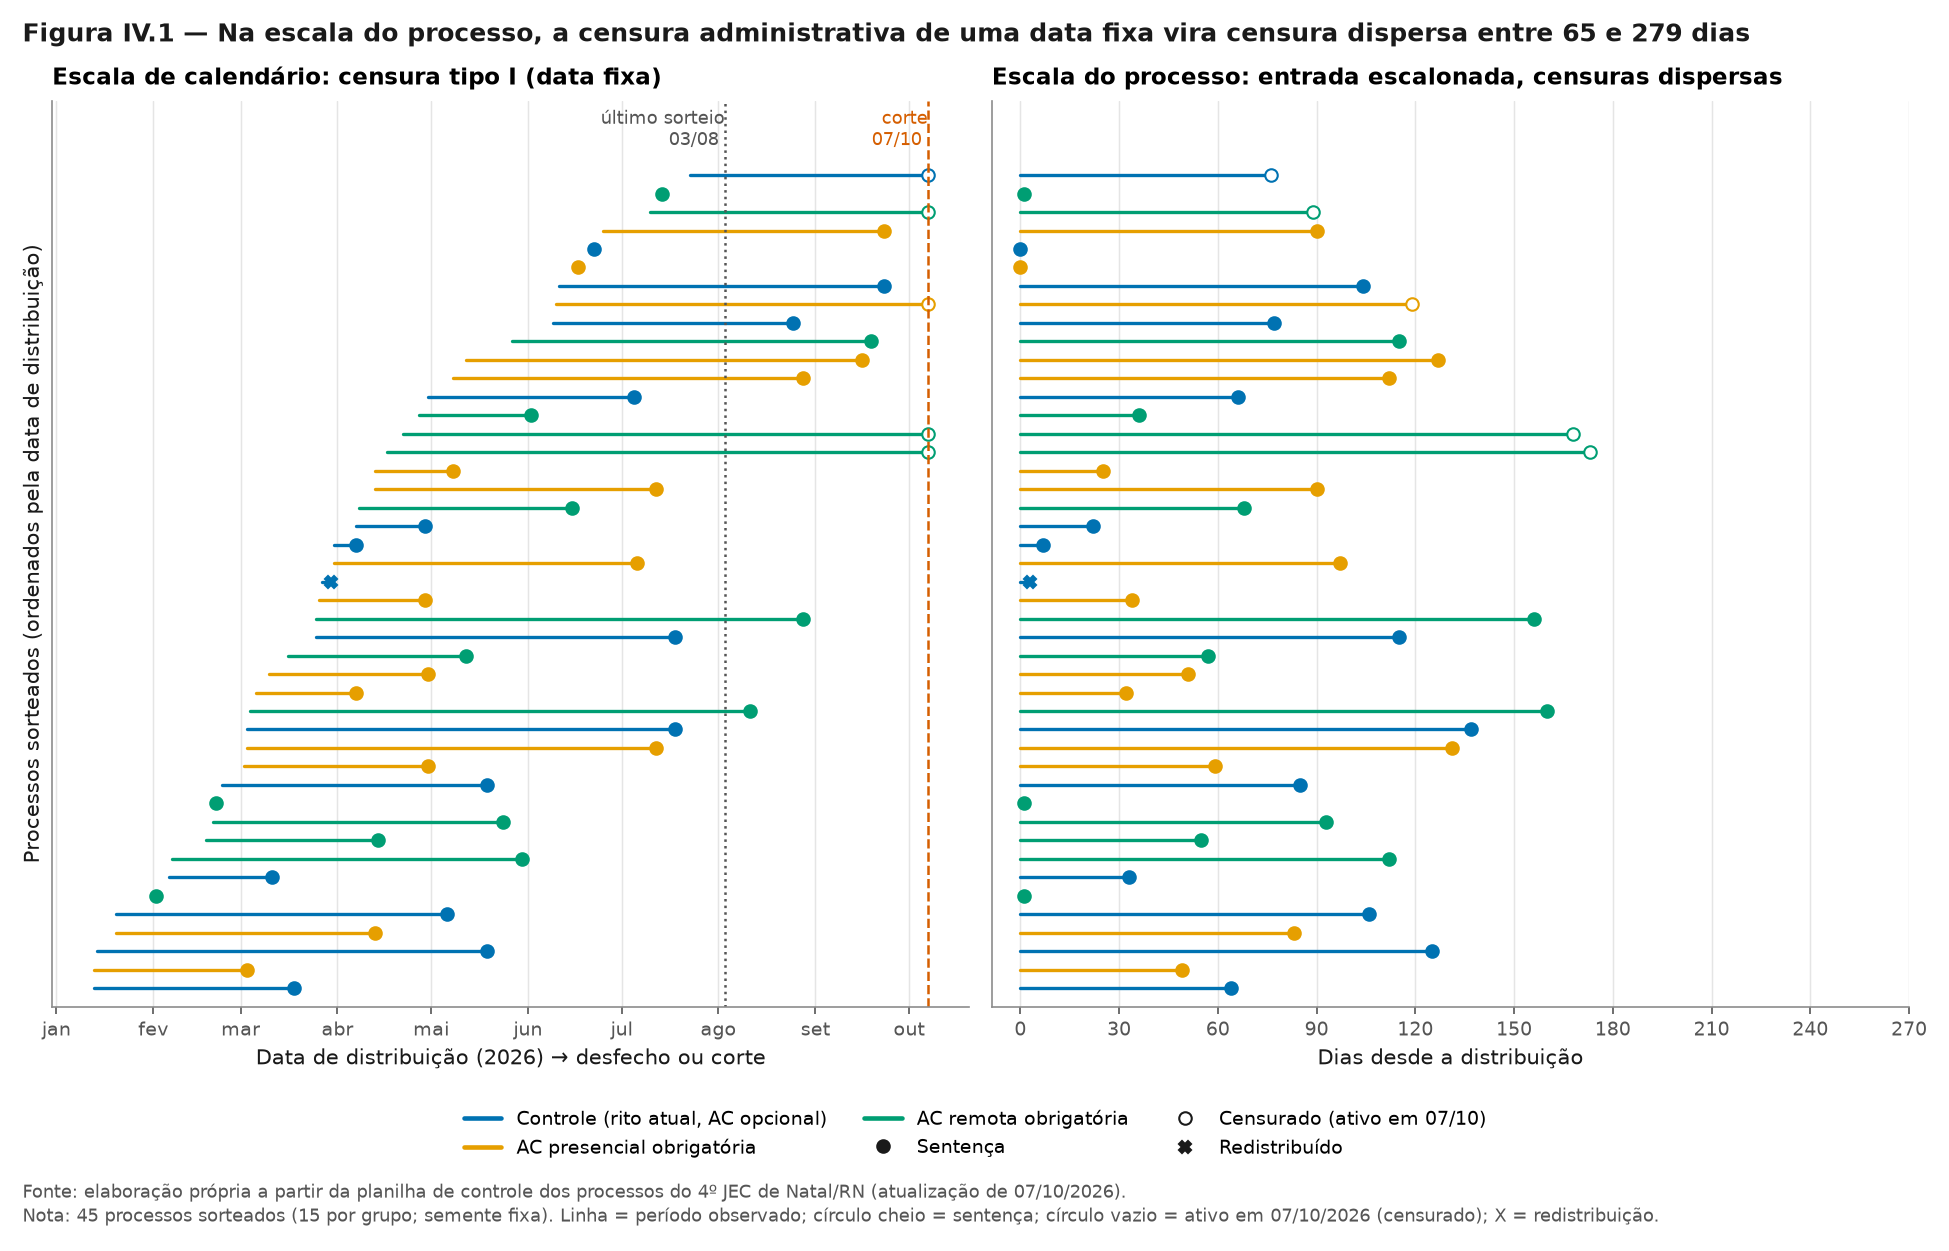 Figura IV.1 — Na escala do processo, a censura administrativa de uma data fixa vira censura dispersa entre 65 e 279 dias
Escala de calendário: censura tipo I (data fixa)
último sorteio
03/08
corte
07/10
Processos sorteados (ordenados pela data de distribuição)
jan fev mar abr mai jun jul ago set out
Data de distribuição (2026) → desfecho ou corte
Escala do processo: entrada escalonada, censuras dispersas
0 30 60 90 120 150 180 210 240 270
Dias desde a distribuição
Controle (rito atual, AC opcional)
AC presencial obrigatória
AC remota obrigatória
Sentença
Censurado (ativo em 07/10)
Redistribuído
Fonte: elaboração própria a partir da planilha de controle dos processos do 4º JEC de Natal/RN (atualização de 07/10/2026).
Nota: 45 processos sorteados (15 por grupo; semente fixa). Linha = período observado; círculo cheio = sentença; círculo vazio = ativo em 07/10/2026 (censurado); X = redistribuição.